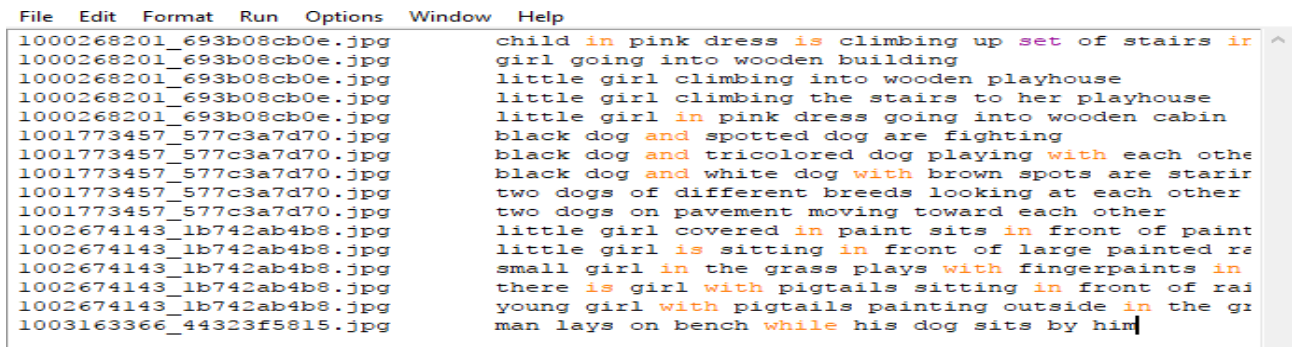 File Edit Format Run Options Window Help
1000268201_693b08cb0e.jpg child in pink dress is climbing up set of stairs in
1000268201_693b08cb0e.jpg girl going into wooden building
1000268201_693b08cb0e.jpg little girl climbing into wooden playhouse
1000268201_693b08cb0e.jpg little girl climbing the stairs to her playhouse
1000268201_693b08cb0e.jpg little girl in pink dress going into wooden cabin
1001773457_577c3a7d70.jpg black dog and spotted dog are fighting
1001773457_577c3a7d70.jpg black dog and tricolored dog playing with each othe
1001773457_577c3a7d70.jpg black dog and white dog with brown spots are starin
1001773457_577c3a7d70.jpg two dogs of different breeds looking at each other
1001773457_577c3a7d70.jpg two dogs on pavement moving toward each other
1002674143_1b742ab4b8.jpg little girl covered in paint sits in front of paint
1002674143_1b742ab4b8.jpg little girl is sitting in front of large painted ra
1002674143_1b742ab4b8.jpg small girl in the grass plays with fingerpaints in
1002674143_1b742ab4b8.jpg there is girl with pigtails sitting in front of rai
1002674143_1b742ab4b8.jpg young girl with pigtails painting outside in the gr
1003163366_44323f5815.jpg man lays on bench while his dog sits by him